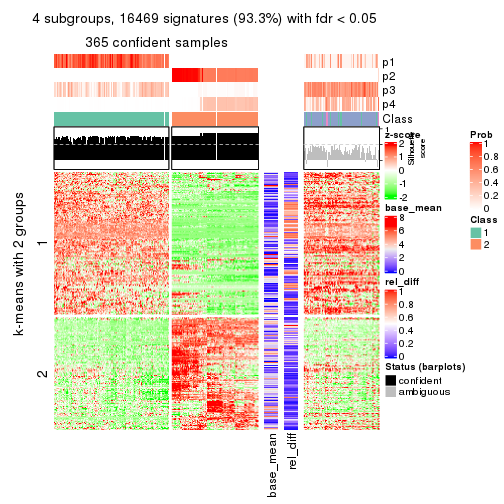 4 subgroups, 16469 signatures (93.3%) with fdr < 0.05
365 confident samples
p1
p2
p3
p4
Class
1
Silhouette
score
k-means with 2 groups
1
2
base_mean
rel_diff
z-score
2
1
0
-1
-2
base_mean
8
6
4
2
0
rel_diff
1
0.8
0.6
0.4
0.2
0
Status (barplots)
confident
ambiguous
Prob
1
0.8
0.6
0.4
0.2
0
Class
1
2